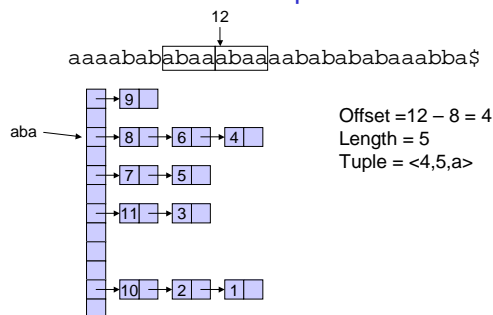 12
aaaabababaaabaaaababababaaabba$
9
aba
8 6 4
7 5
11 3
10 2 1
Offset =12 – 8 = 4
Length = 5
Tuple = <4,5,a>